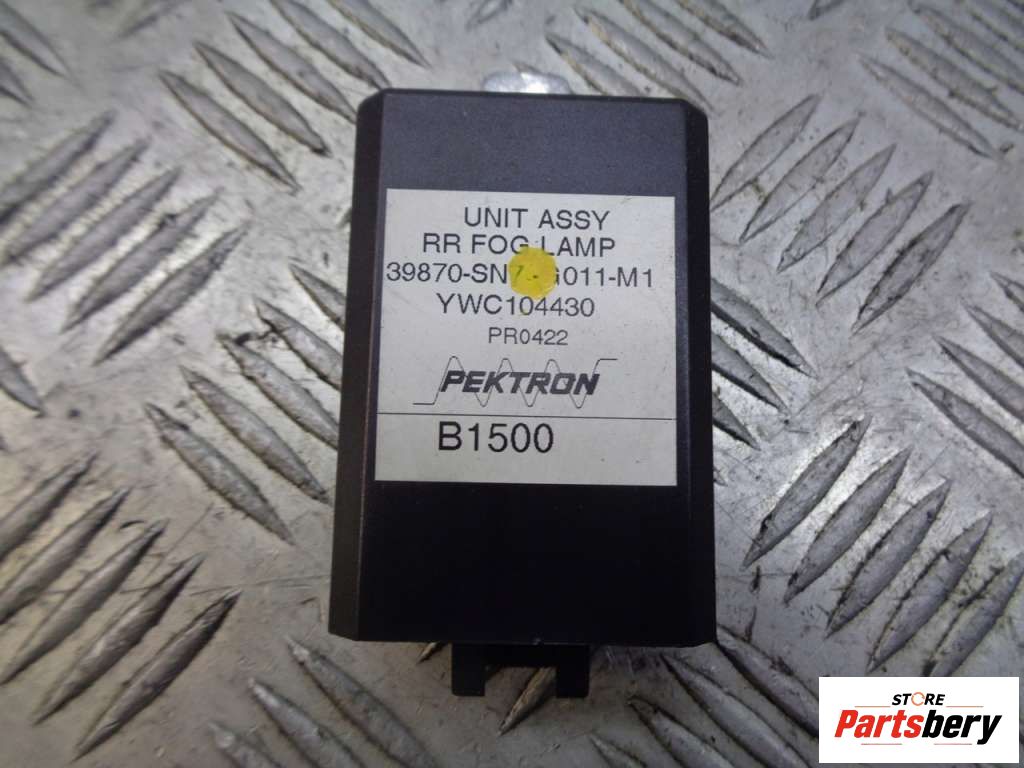 UNIT ASSY
RR FOG LAMP
YWC104430
PR0422
PEKTRON
B1500
STORE
Partsbery